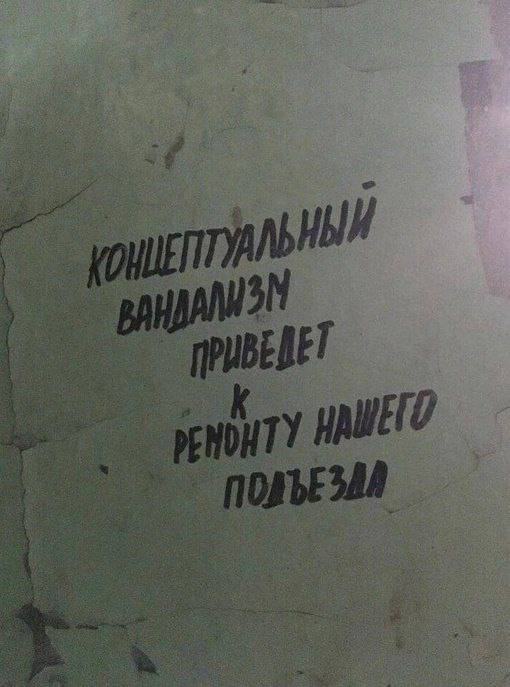 КОНЦЕПТУАЛЬНЫЙ
ВАНДАЛИЗМ
ПРИВЕДЕТ
К
РЕМОНТУ НАШЕГО
ПОДЪЕЗДА